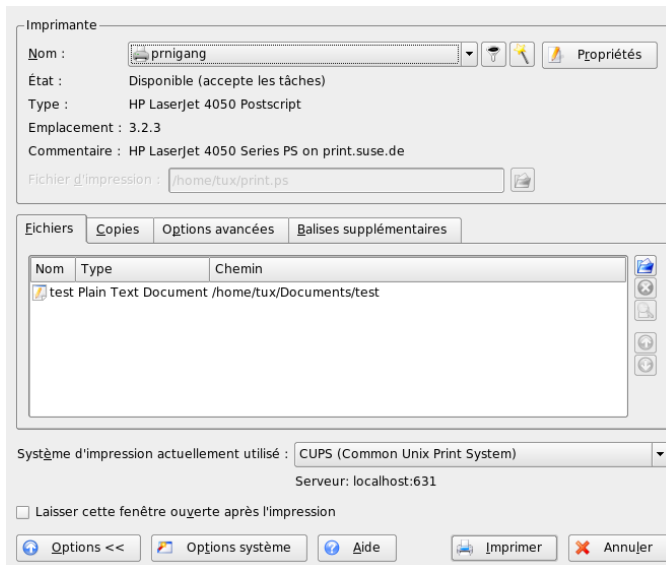 Imprimante
Nom : prnigang Propriétés
État : Disponible (accepte les tâches)
Type : HP LaserJet 4050 Postscript
Emplacement : 3.2.3
Commentaire : HP LaserJet 4050 Series PS on print.suse.de
Fichier d'impression : /home/tux/print.ps
Fichiers Copies Options avancées Balises supplémentaires
Nom Type Chemin
test Plain Text Document /home/tux/Documents/test
Système d'impression actuellement utilisé : CUPS (Common Unix Print System)
Serveur: localhost:631
Laisser cette fenêtre ouverte après l'impression
Options << Options système Aide Imprimer Annuler